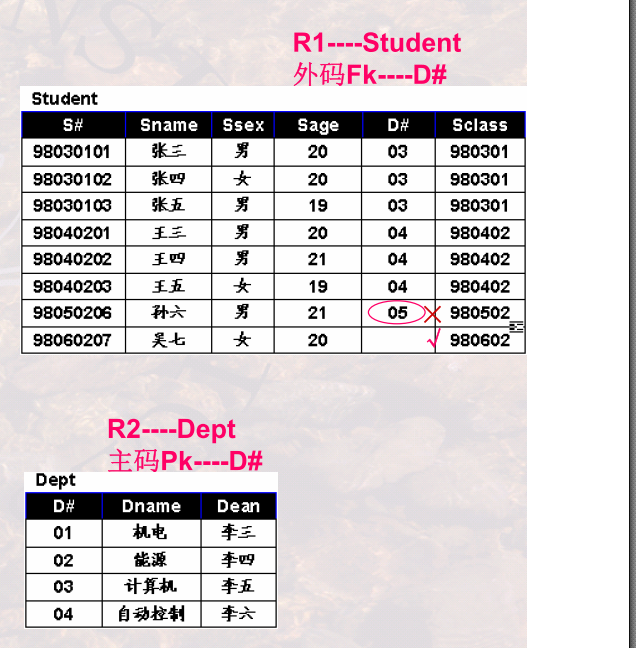 R1----Student
外码Fk----D#
Student
S# Sname Ssex Sage D# Sclass
98030101 张三 男 20 03 980301
98030102 张四 女 20 03 980301
98030103 张五 男 19 03 980301
98040201 王三 男 20 04 980402
98040202 王四 男 21 04 980402
98040203 王五 女 19 04 980402
98050206 孙六 男 21 05 980502
98060207 吴七 女 20 980602
R2----Dept
主码Pk----D#
Dept
D# Dname Dean
01 机电 李三
02 能源 李四
03 计算机 李五
04 自动控制 李六